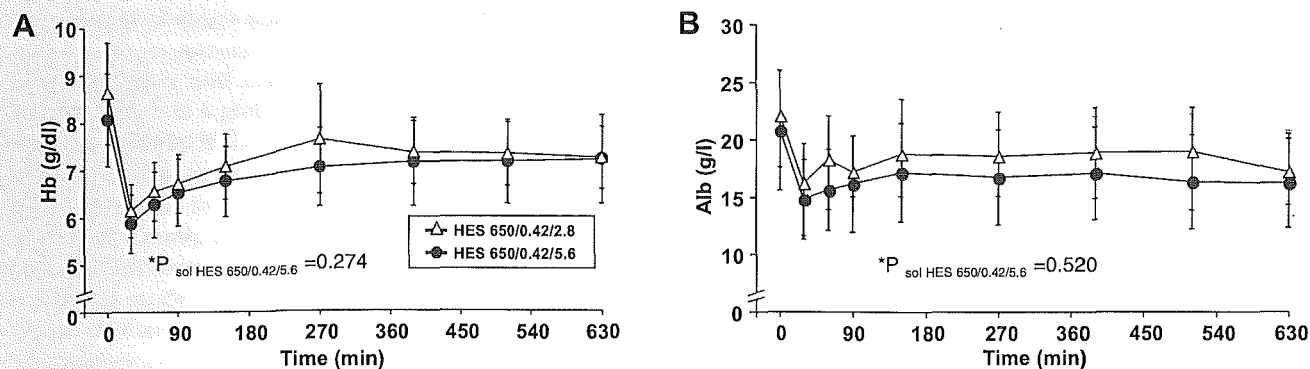 A
Hb (g/dl)
10
9
8
7
6
5
0
HES 650/0.42/2.8
HES 650/0.42/5.6
*P sol HES 650/0.42/5.6 =0.274
0 90 180 270 360 450 540 630
Time (min)
B
Alb (g/l)
30
25
20
15
10
0
*P sol HES 650/0.42/5.6 =0.520
0 90 180 270 360 450 540 630
Time (min)